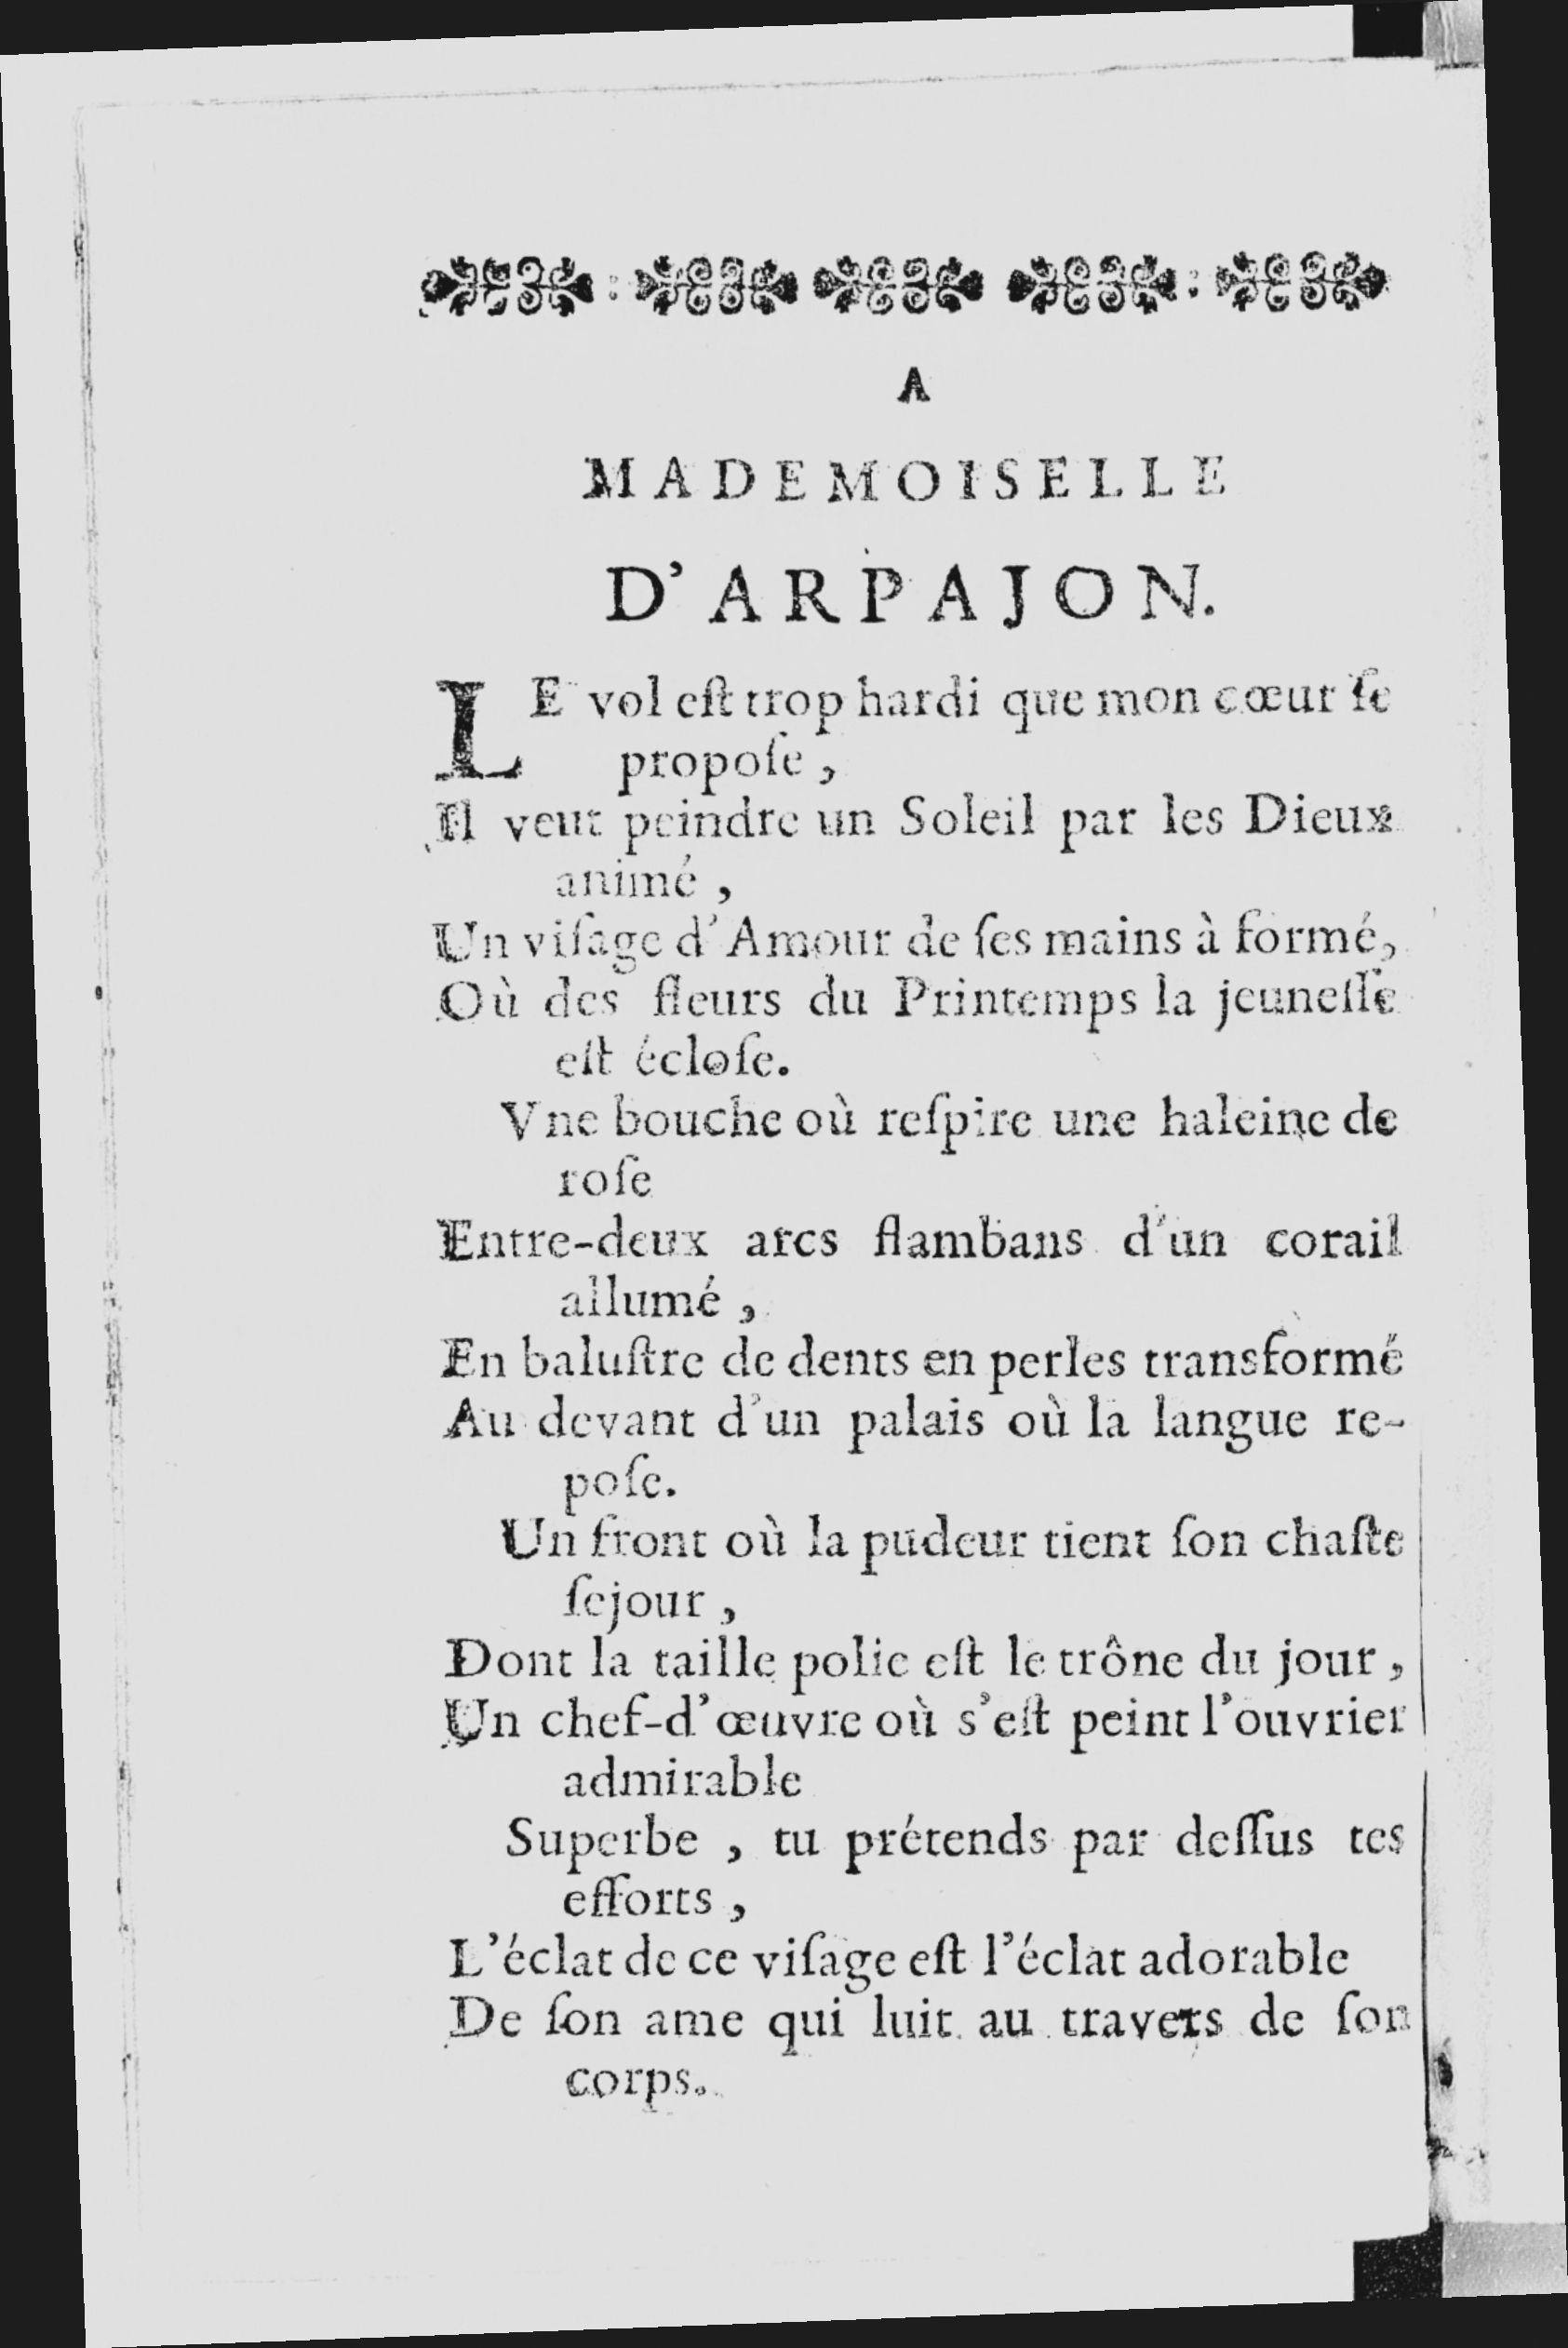 A
MADEMOISELLE
D'ARPAJON.
LE vol eſt trop hardi que mon cœur ſe
propoſe ,
Il veut peindre un Soleil par les Dieux
animé ,
Un viſage d'Amour de ſes mains à formé,
Où des fleurs du Printemps la jeuneſſe
eſt écloſe.
Vne bouche où reſpire une haleine de
roſe
Entre-deux arcs flambans d'un corail
allumé ,
En baluſtre de dents en perles transformé
Au devant d'un palais où la langue re-
poſe.
Un front où la pudeur tient ſon chaſte
ſejour ,
Dont la taille polie eſt le trône du jour ,
Un chef-d'œuvre où s'eſt peint l'ouvrier
admirable
Superbe , tu prétends par deſſus tes
efforts ,
L'éclat de ce viſage eſt l'éclat adorable
De ſon ame qui luit au travers de ſon
corps.